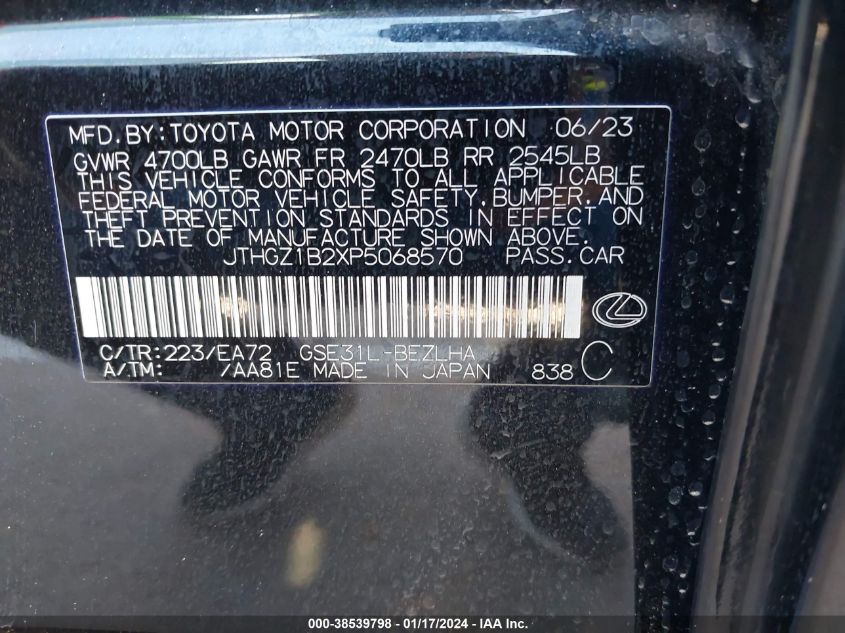 MFD.BY:TOYOTA MOTOR CORPORATION 06/23
GVWR 4700LB GAWR FR 2470LB RR 2545LB
THIS VEHICLE CONFORMS TO ALL APPLICABLE
FEDERAL MOTOR VEHICLE SAFETY,BUMPER,AND
THEFT PREVENTION STANDARDS IN EFFECT ON
THE DATE OF MANUFACTURE SHOWN ABOVE.
JTHGZ1B2XP5068570 PASS.CAR
C/TR:223/EA72 GSE31L-BEZLHA
A/TM: /AA81E MADE IN JAPAN 838 C
000-38539798 - 01/17/2024 - IAA Inc.